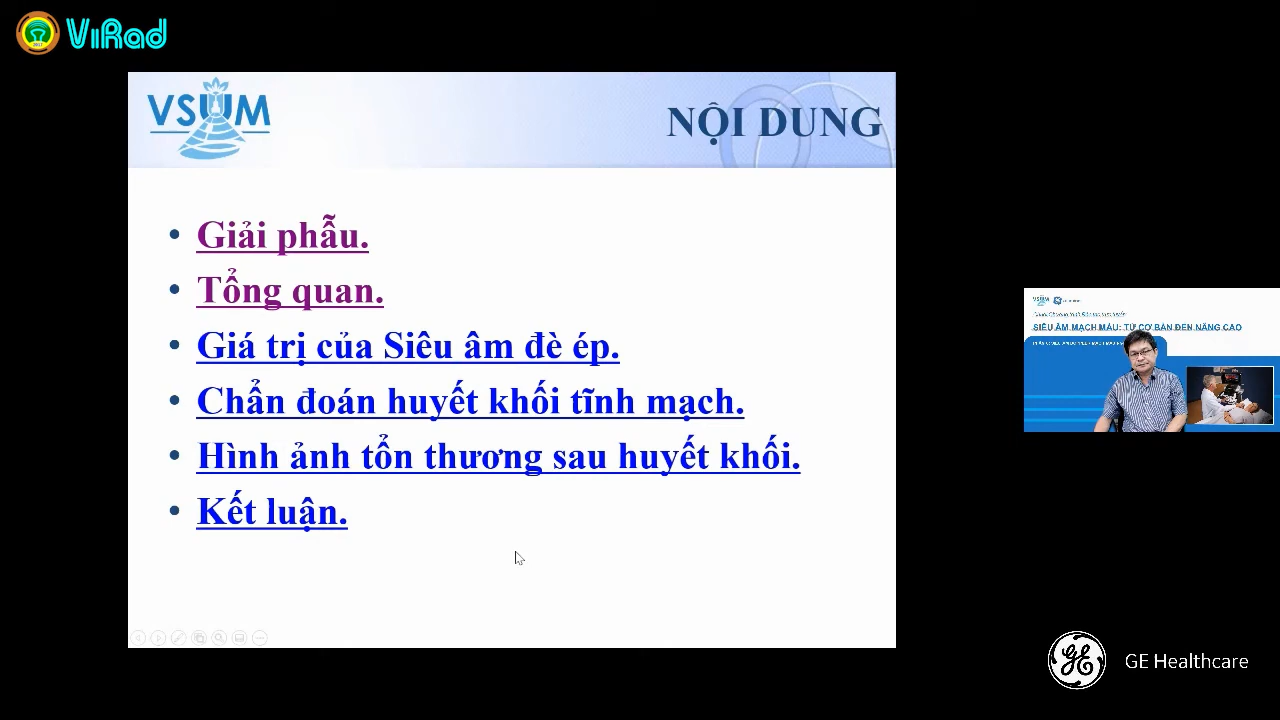 ViRad
VSUM
NỘI DUNG
• Giải phẫu.
• Tổng quan.
• Giá trị của Siêu âm đè ép.
• Chẩn đoán huyết khối tĩnh mạch.
• Hình ảnh tổn thương sau huyết khối.
• Kết luận.
SIÊU ÂM MẠCH MÁU: TỪ CƠ BẢN ĐẾN NÂNG CAO
GE Healthcare